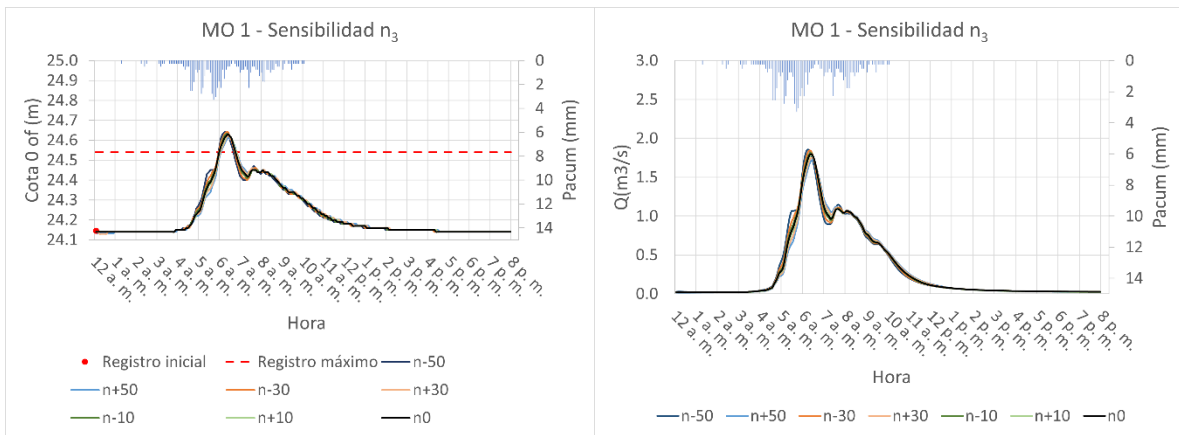 MO 1 - Sensibilidad n3
25.0
24.9
24.8
24.7
24.6
24.5
24.4
24.3
24.2
24.1
Cota 0 of (m)
0
2
4
6
8
10
12
14
Pacum (mm)
12 a. m.
1 a. m.
2 a. m.
3 a. m.
4 a. m.
5 a. m.
6 a. m.
7 a. m.
8 a. m.
9 a. m.
10 a. m.
11 a. m.
12 p. m.
1 p. m.
2 p. m.
3 p. m.
4 p. m.
5 p. m.
6 p. m.
7 p. m.
8 p. m.
Hora
Registro inicial
Registro máximo
n-50
n+50
n-30
n+30
n-10
n+10
n0
MO 1 - Sensibilidad n3
3.0
2.5
2.0
1.5
1.0
0.5
0.0
Q(m3/s)
0
2
4
6
8
10
12
14
Pacum (mm)
12 a. m.
1 a. m.
2 a. m.
3 a. m.
4 a. m.
5 a. m.
6 a. m.
7 a. m.
8 a. m.
9 a. m.
10 a. m.
11 a. m.
12 p. m.
1 p. m.
2 p. m.
3 p. m.
4 p. m.
5 p. m.
6 p. m.
7 p. m.
8 p. m.
Hora
n-50
n+50
n-30
n+30
n-10
n+10
n0